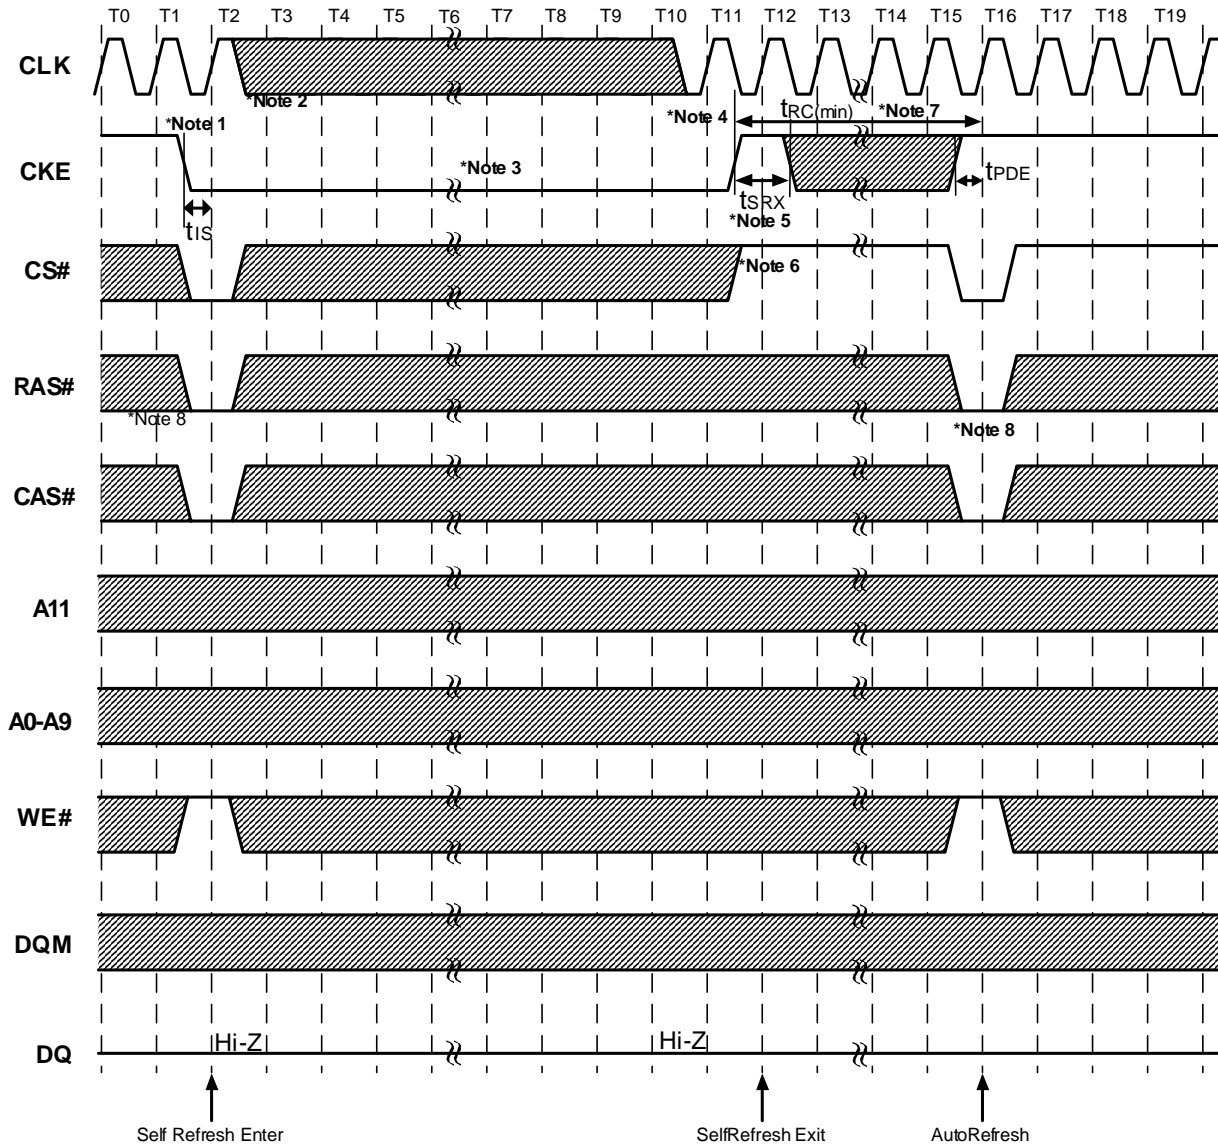 T0 T1 T2 T3 T4 T5 T6 T7 T8 T9 T10 T11 T12 T13 T14 T15 T16 T17 T18 T19
CLK
*Note 2
*Note 1
*Note 4
tRC(min)
*Note 7
CKE
*Note 3
tIS
tSRX
*Note 5
tPDE
CS#
*Note 6
RAS#
*Note 8
*Note 8
CAS#
A11
A0-A9
WE#
DQM
DQ
Hi-Z
Hi-Z
Self Refresh Enter
SelfRefresh Exit
AutoRefresh